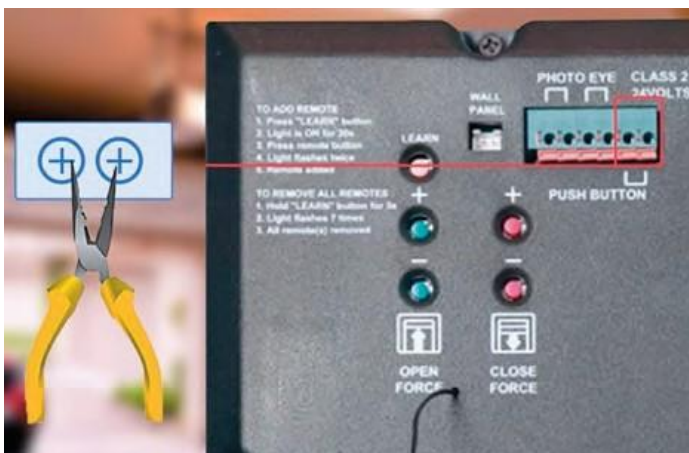 PHOTO EYE CLASS 2
24VOLTS
WALL
PANEL
TO ADD REMOTE
1. Press "LEARN" button
2. Light is ON for 30s
3. Press remote button
4. Light flashes twice
5. Remote added
LEARN
TO REMOVE ALL REMOTES
1. Hold "LEARN" button for 3s
2. Light flashes 7 times
3. All remote(s) removed
PUSH BUTTON
+ +
- -
OPEN
FORCE
CLOSE
FORCE